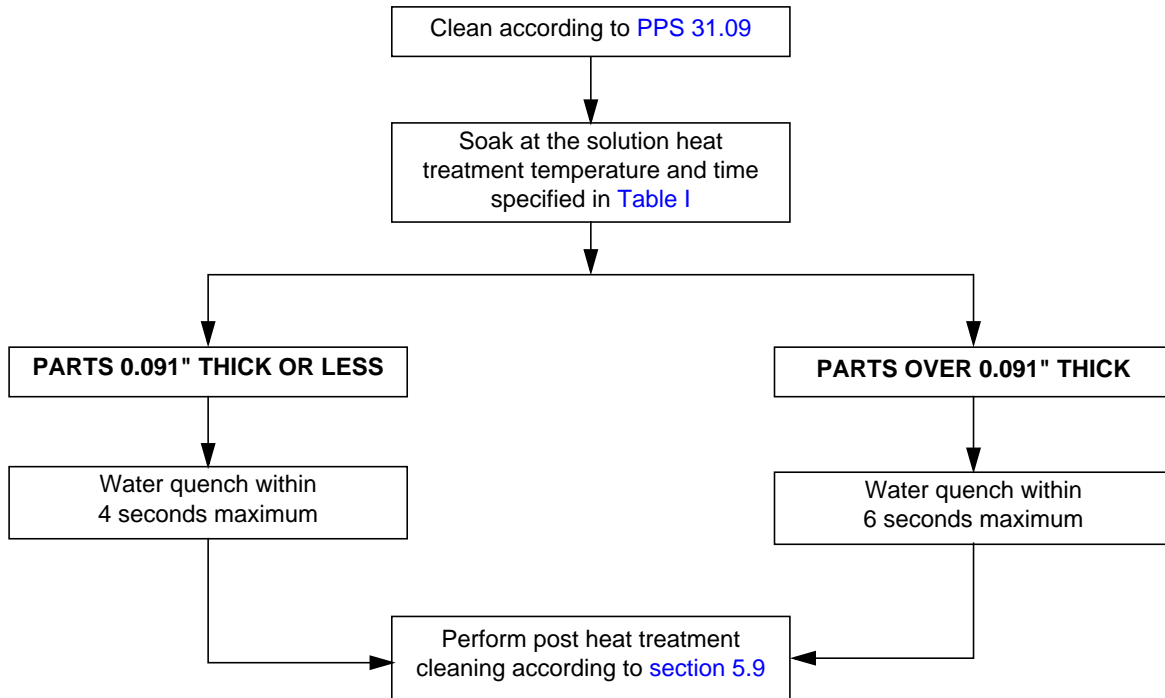 Clean according to PPS 31.09
Soak at the solution heat
treatment temperature and time
specified in Table I
PARTS 0.091" THICK OR LESS
PARTS OVER 0.091" THICK
Water quench within
4 seconds maximum
Water quench within
6 seconds maximum
Perform post heat treatment
cleaning according to section 5.9